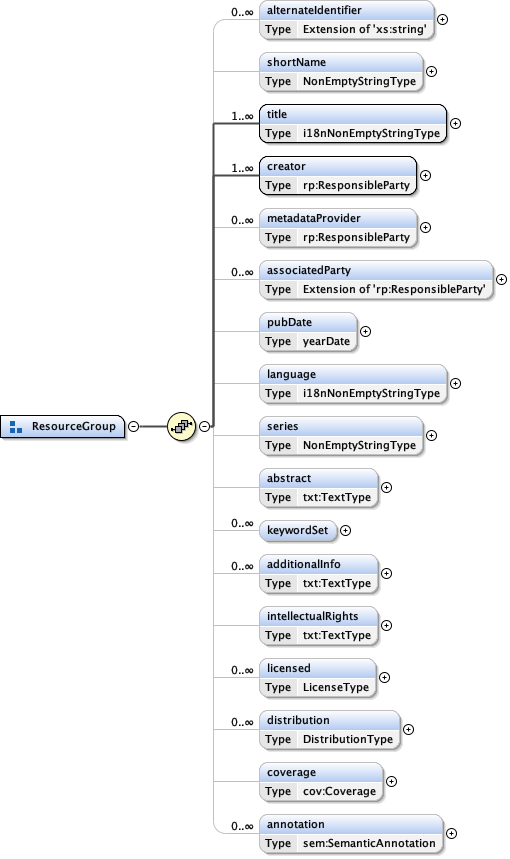 0..∞ alternateIdentifier
Type Extension of 'xs:string'
shortName
Type NonEmptyStringType
1..∞ title
Type i18nNonEmptyStringType
1..∞ creator
Type rp:ResponsibleParty
0..∞ metadataProvider
Type rp:ResponsibleParty
0..∞ associatedParty
Type Extension of 'rp:ResponsibleParty'
pubDate
Type yearDate
language
Type i18nNonEmptyStringType
ResourceGroup
series
Type NonEmptyStringType
abstract
Type txt:TextType
0..∞ keywordSet
0..∞ additionalInfo
Type txt:TextType
intellectualRights
Type txt:TextType
0..∞ licensed
Type LicenseType
0..∞ distribution
Type DistributionType
coverage
Type cov:Coverage
0..∞ annotation
Type sem:SemanticAnnotation